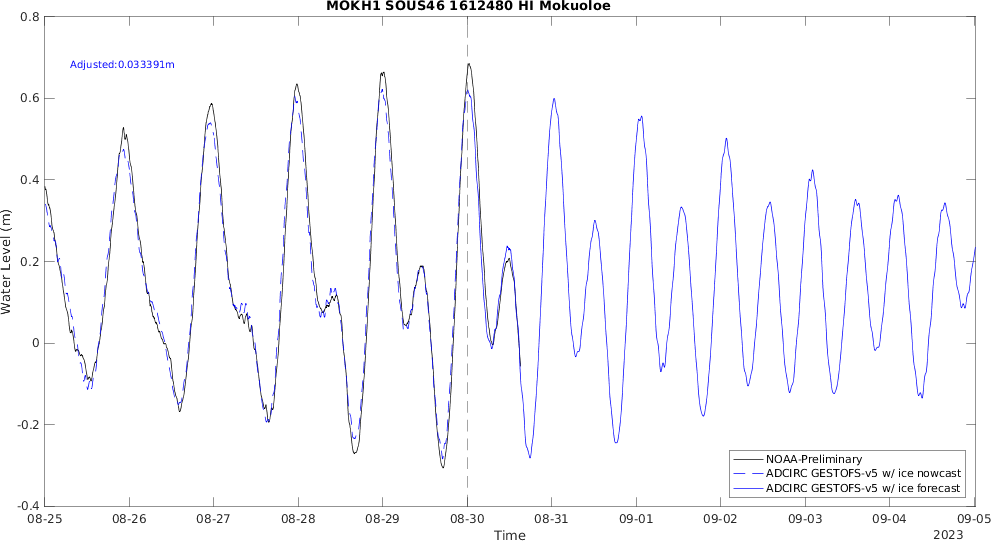 MOKH1 SOUS46 1612480 HI Mokuoloe
Adjusted:0.033391m
Water Level (m)
0.8
0.6
0.4
0.2
0
-0.2
-0.4
NOAA-Preliminary
ADCIRC GESTOFS-v5 w/ ice nowcast
ADCIRC GESTOFS-v5 w/ ice forecast
08-25 08-26 08-27 08-28 08-29 08-30 08-31 09-01 09-02 09-03 09-04 09-05
Time
2023